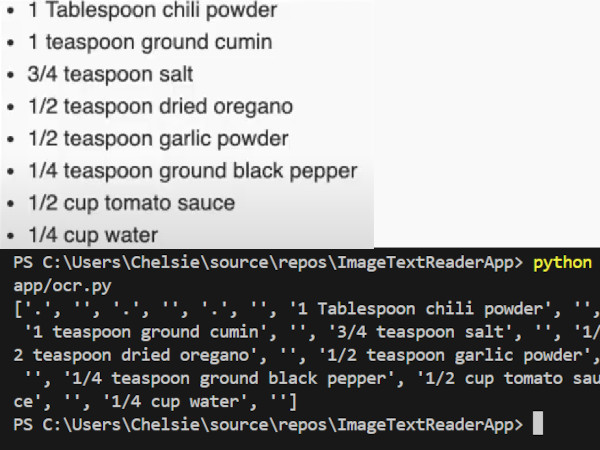 • 1 Tablespoon chili powder
• 1 teaspoon ground cumin
• 3/4 teaspoon salt
• 1/2 teaspoon dried oregano
• 1/2 teaspoon garlic powder
• 1/4 teaspoon ground black pepper
• 1/2 cup tomato sauce
• 1/4 cup water
PS C:\Users\Chelsie\source\repos\ImageTextReaderApp> python
app/ocr.py
['.', '', '.', '', '.', '', '1 Tablespoon chili powder', '',
 '1 teaspoon ground cumin', '', '3/4 teaspoon salt', '', '1/
2 teaspoon dried oregano', '', '1/2 teaspoon garlic powder',
 '', '1/4 teaspoon ground black pepper', '1/2 cup tomato sau
ce', '', '1/4 cup water', '']
PS C:\Users\Chelsie\source\repos\ImageTextReaderApp>